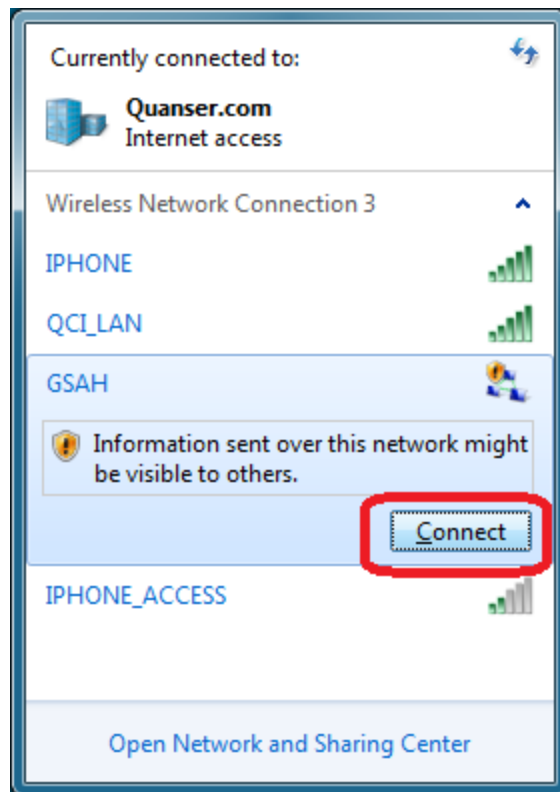 Currently connected to:
Quanser.com
Internet access
Wireless Network Connection 3
IPHONE
QCI_LAN
GSAH
Information sent over this network might
be visible to others.
Connect
IPHONE_ACCESS
Open Network and Sharing Center